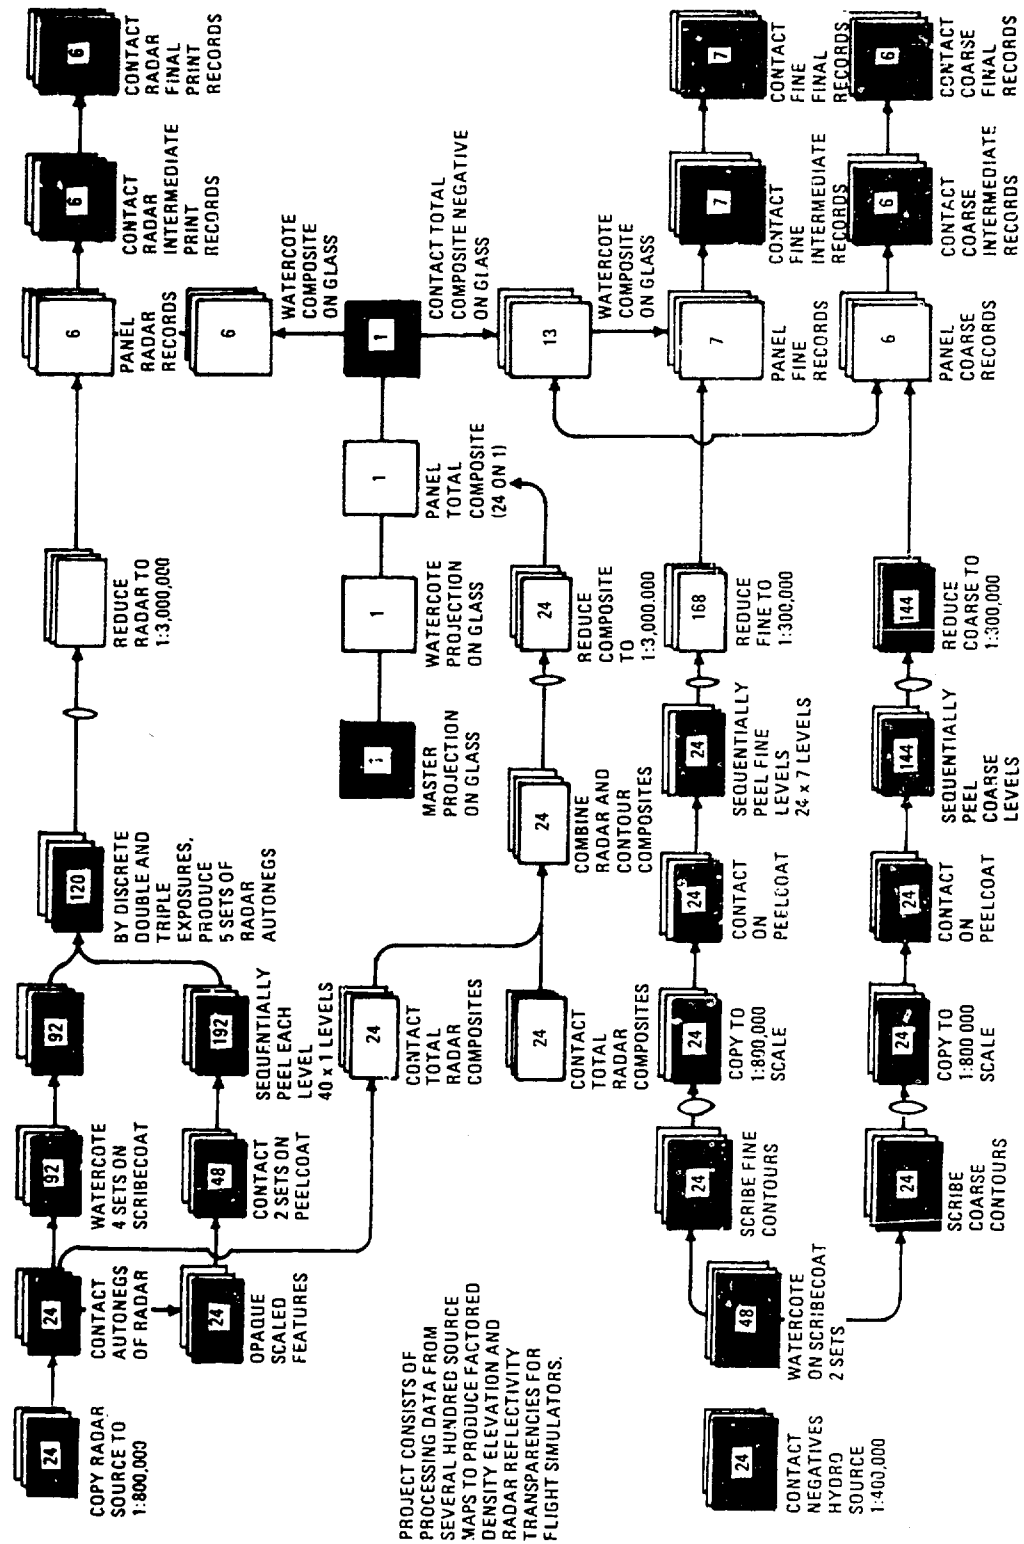 24
COPY RADAR
SOURCE TO
1:800,000
24
CONTACT
AUTONEGS
OF RADAR
92
WATERCOTE
4 SETS ON
SCRIBECOAT
92
24
OPAQUE
SCALED
FEATURES
48
CONTACT
2 SETS ON
PEELCOAT
192
SEQUENTIALLY
PEEL EACH
LEVEL
40 x 1 LEVELS
120
BY DISCRETE
DOUBLE AND
TRIPLE
EXPOSURES,
PRODUCE
5 SETS OF
RADAR
AUTONEGS
REDUCE
RADAR TO
1:3,000,000
6
PANEL
RADAR
RECORDS
6
CONTACT
RADAR
INTERMEDIATE
PRINT
RECORDS
6
CONTACT
RADAR
FINAL
PRINT
RECORDS
6
WATERCOTE
COMPOSITE
ON GLASS
1
MASTER
PROJECTION
ON GLASS
1
WATERCOTE
PROJECTION
ON GLASS
1
PANEL
TOTAL
COMPOSITE
(24 ON 1)
1
CONTACT TOTAL
COMPOSITE NEGATIVE
ON GLASS
24
CONTACT
TOTAL
RADAR
COMPOSITES
24
CONTACT
TOTAL
RADAR
COMPOSITES
24
COMBINE
RADAR AND
CONTOUR
COMPOSITES
24
REDUCE
COMPOSITE
TO
1:3,000,000
13
WATERCOTE
COMPOSITE
ON GLASS
PROJECT CONSISTS OF
PROCESSING DATA FROM
SEVERAL HUNDRED SOURCE
MAPS TO PRODUCE FACTORED
DENSITY ELEVATION AND
RADAR REFLECTIVITY
TRANSPARENCIES FOR
FLIGHT SIMULATORS.
24
CONTACT
NEGATIVES
HYDRO
SOURCE
1:400,000
48
WATERCOTE
ON SCRIBECOAT
2 SETS
24
SCRIBE FINE
CONTOURS
24
COPY TO
1:800,000
SCALE
24
CONTACT
ON
PEELCOAT
24
SEQUENTIALLY
PEEL FINE
LEVELS
24 x 7 LEVELS
168
REDUCE
FINE TO
1:300,000
7
PANEL
FINE
RECORDS
7
CONTACT
FINE
INTERMEDIATE
RECORDS
7
CONTACT
FINE
FINAL
RECORDS
24
SCRIBE
COARSE
CONTOURS
24
COPY TO
1:800 000
SCALE
24
CONTACT
ON
PEELCOAT
144
SEQUENTIALLY
PEEL
COARSE
LEVELS
144
REDUCE
COARSE TO
1:300,000
6
PANEL
COARSE
RECORDS
6
CONTACT
COARSE
INTERMEDIATE
RECORDS
6
CONTACT
COARSE
FINAL
RECORDS